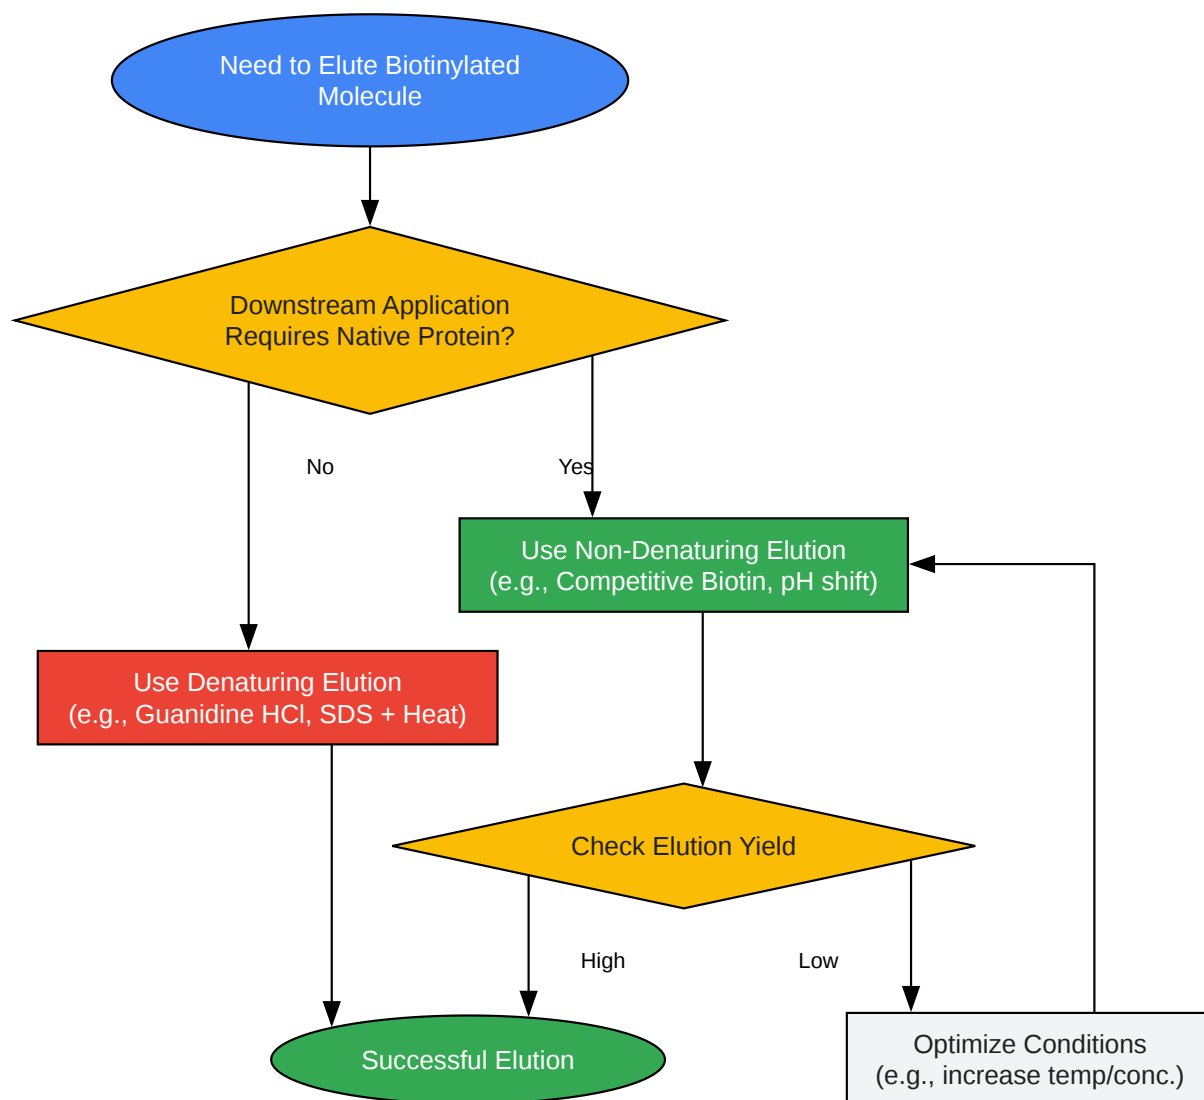 Need to Elute Biotinylated
Molecule
Downstream Application
Requires Native Protein?
No
Yes
Use Non-Denaturing Elution
(e.g., Competitive Biotin, pH shift)
Use Denaturing Elution
(e.g., Guanidine HCl, SDS + Heat)
Check Elution Yield
High
Low
Successful Elution
Optimize Conditions
(e.g., increase temp/conc.)